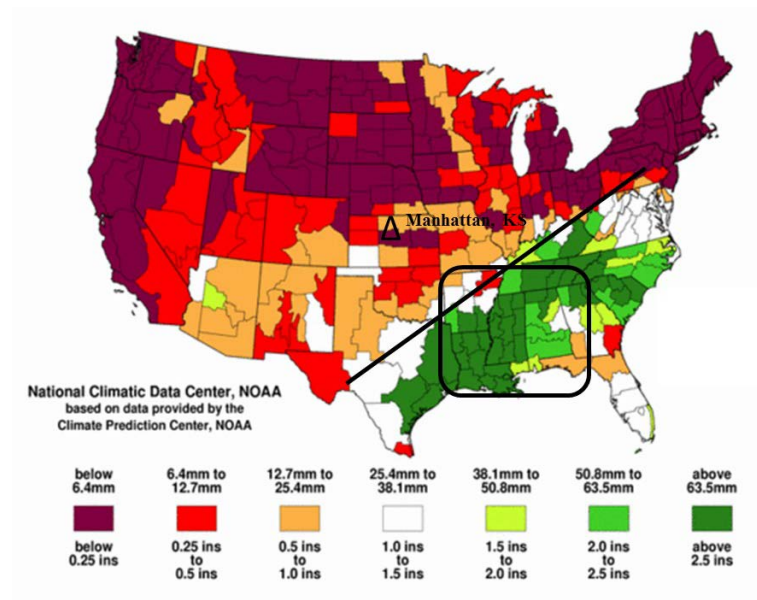 Manhattan, KS
National Climatic Data Center, NOAA
based on data provided by the
Climate Prediction Center, NOAA
below 6.4mm to 12.7mm to 25.4mm to 38.1mm to 50.8mm to above
6.4mm 12.7mm 25.4mm 38.1mm 50.8mm 63.5mm 63.5mm
below 0.25 ins 0.5 ins 1.0 ins 1.5 ins 2.0 ins above
0.25 ins to to to to to 2.5 ins
0.5 ins 1.0 ins 1.5 ins 2.0 ins 2.5 ins